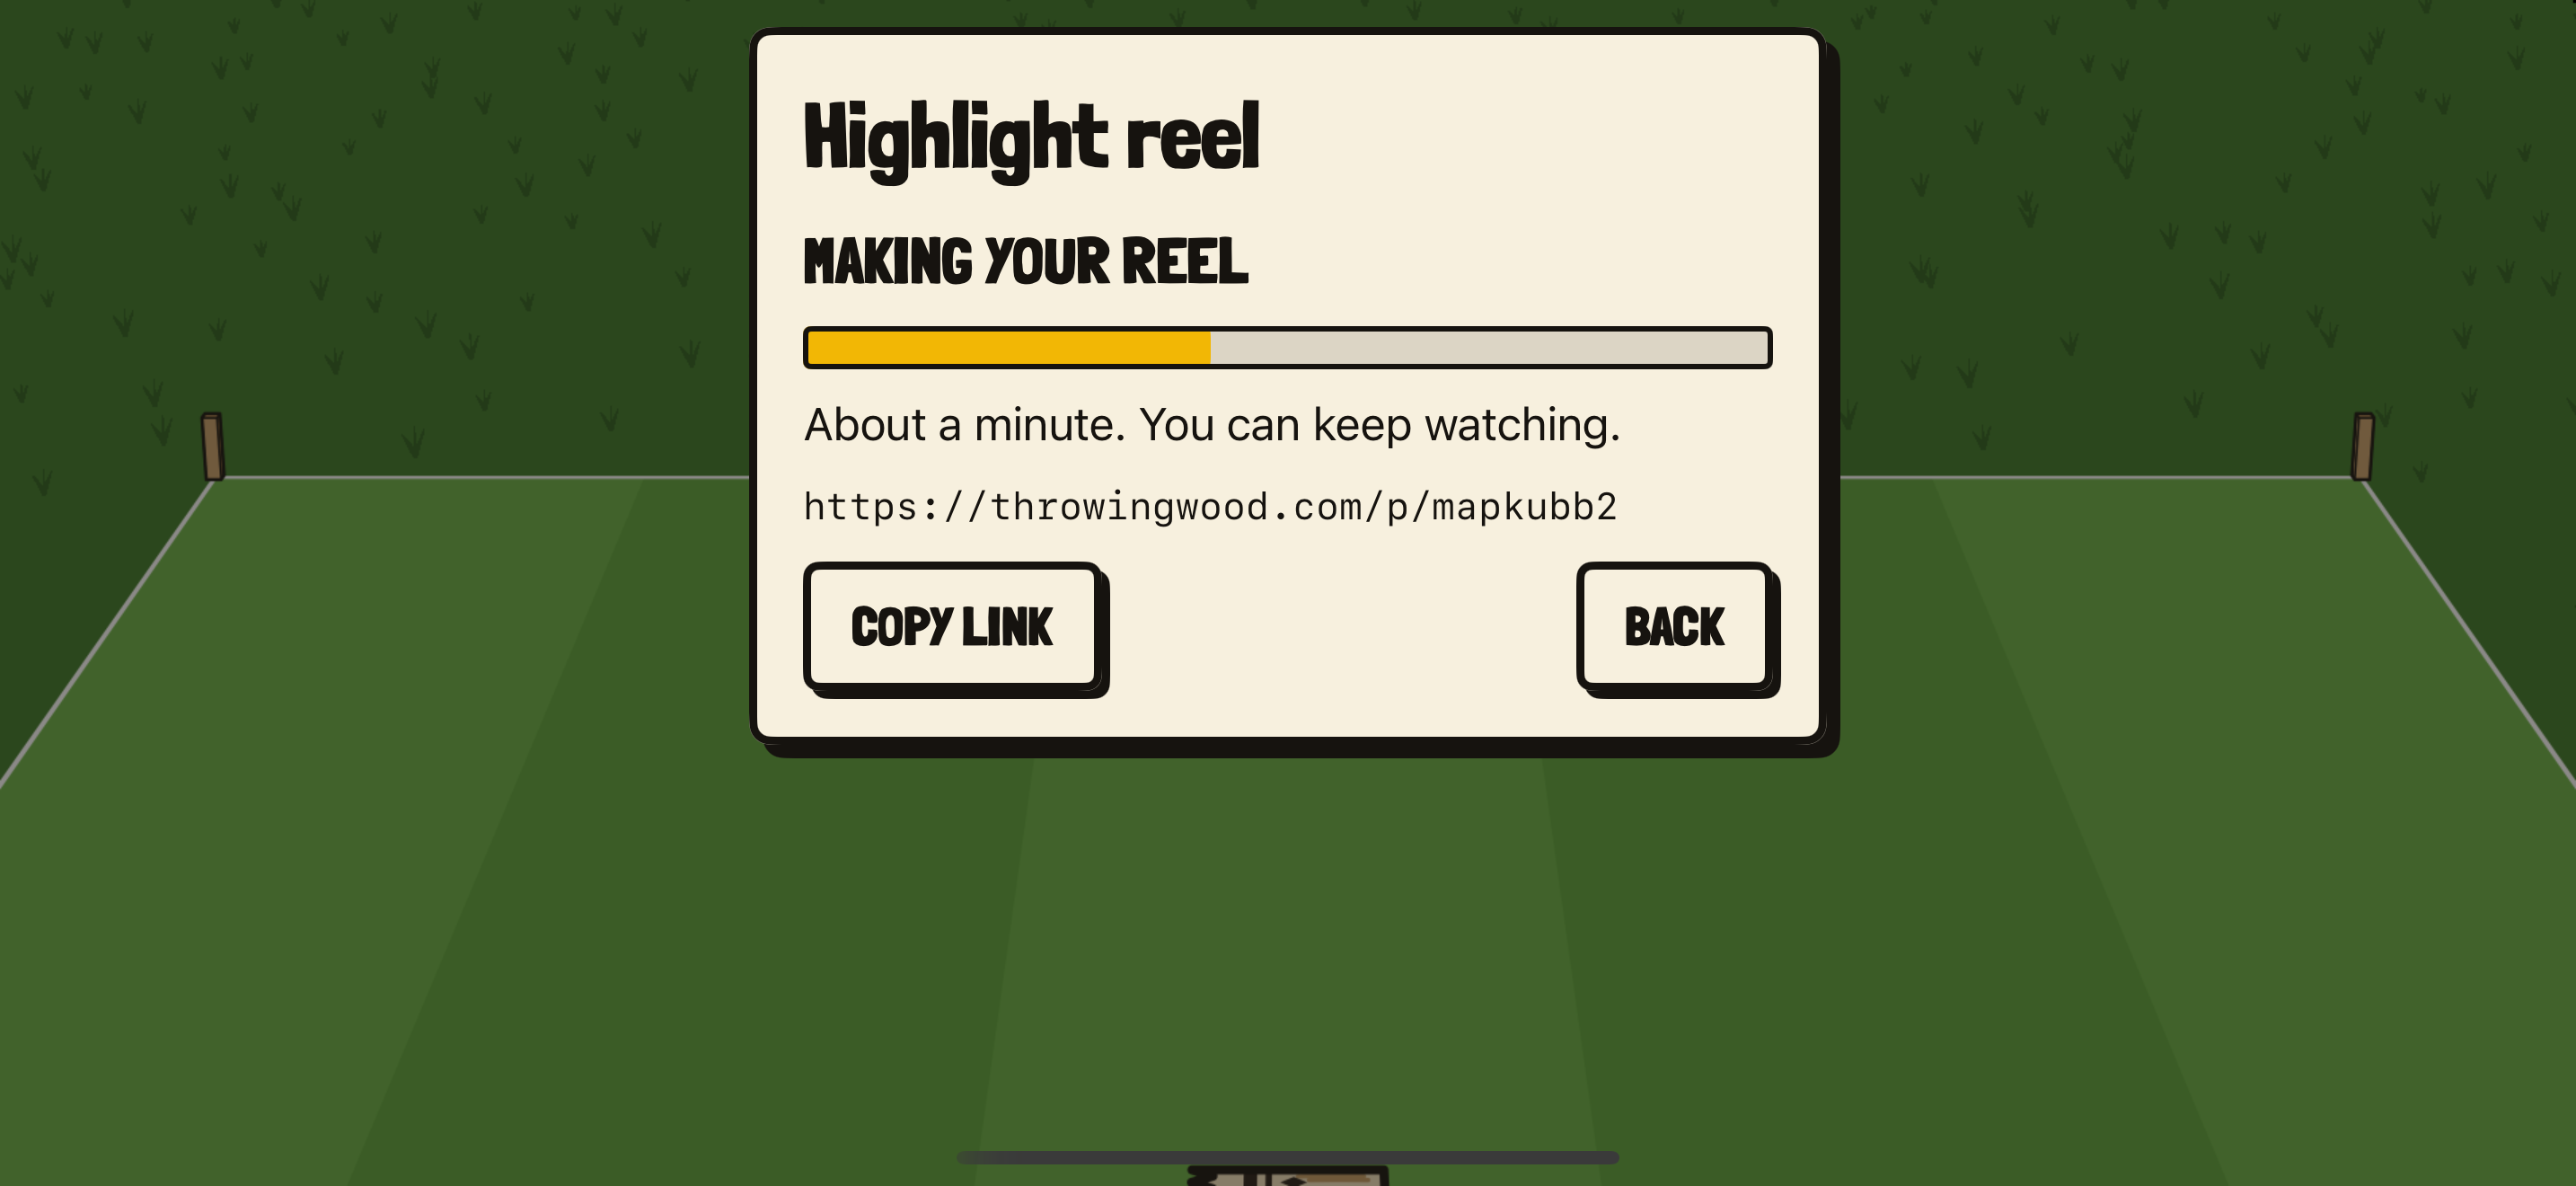 Highlight reel
MAKING YOUR REEL
About a minute. You can keep watching.
https://throwingwood.com/p/mapkubb2
COPY LINK
BACK